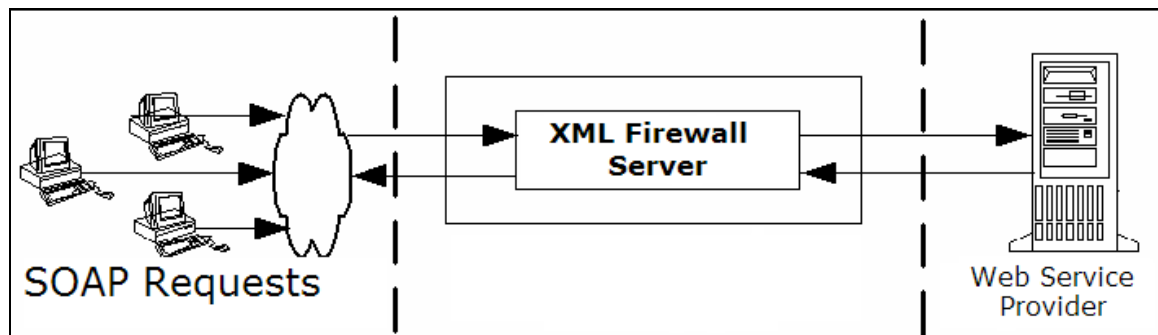 XML Firewall
Server
SOAP Requests
Web Service
Provider